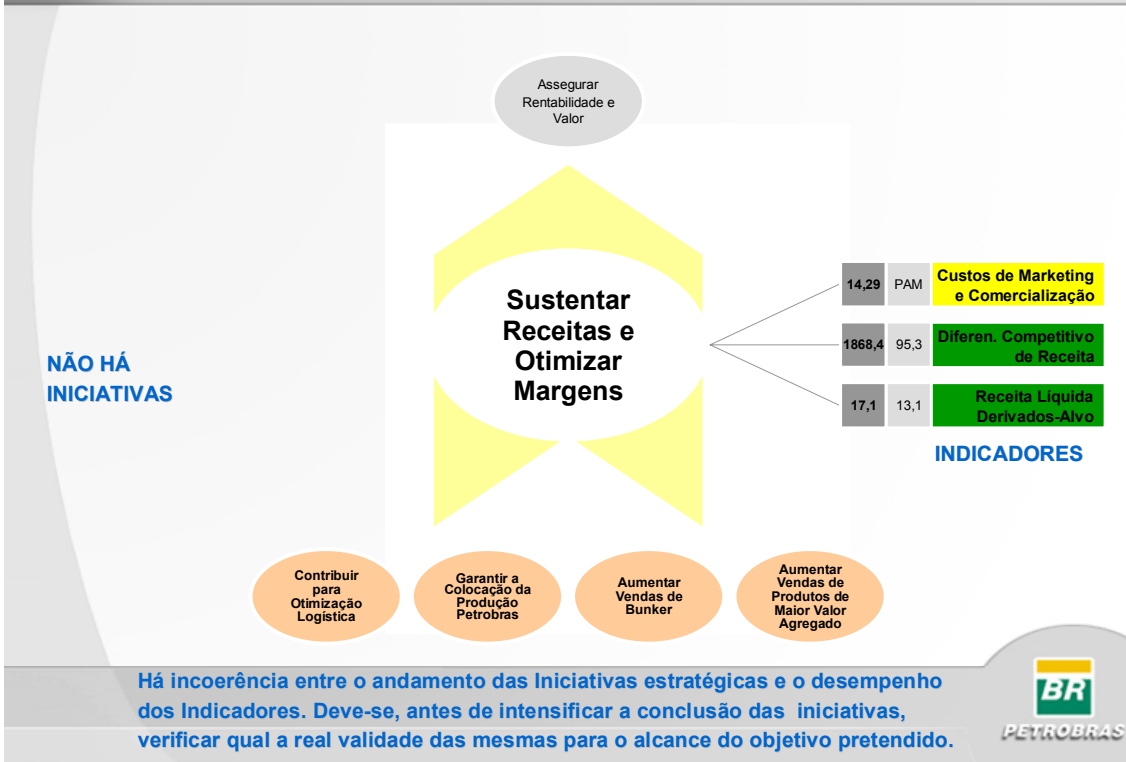 Assegurar
Rentabilidade e
Valor
Sustentar
Receitas e
Otimizar
Margens
NÃO HÁ
INICIATIVAS
14,29 PAM Custos de Marketing
e Comercialização
1868,4 95,3 Diferen. Competitivo
de Receita
17,1 13,1 Receita Líquida
Derivados-Alvo
INDICADORES
Contribuir
para
Otimização
Logística
Garantir a
Colocação da
Produção
Petrobras
Aumentar
Vendas de
Bunker
Aumentar
Vendas de
Produtos de
Maior Valor
Agregado
Há incoerência entre o andamento das Iniciativas estratégicas e o desempenho
dos Indicadores. Deve-se, antes de intensificar a conclusão das iniciativas,
verificar qual a real validade das mesmas para o alcance do objetivo pretendido.
BR
PETROBRAS